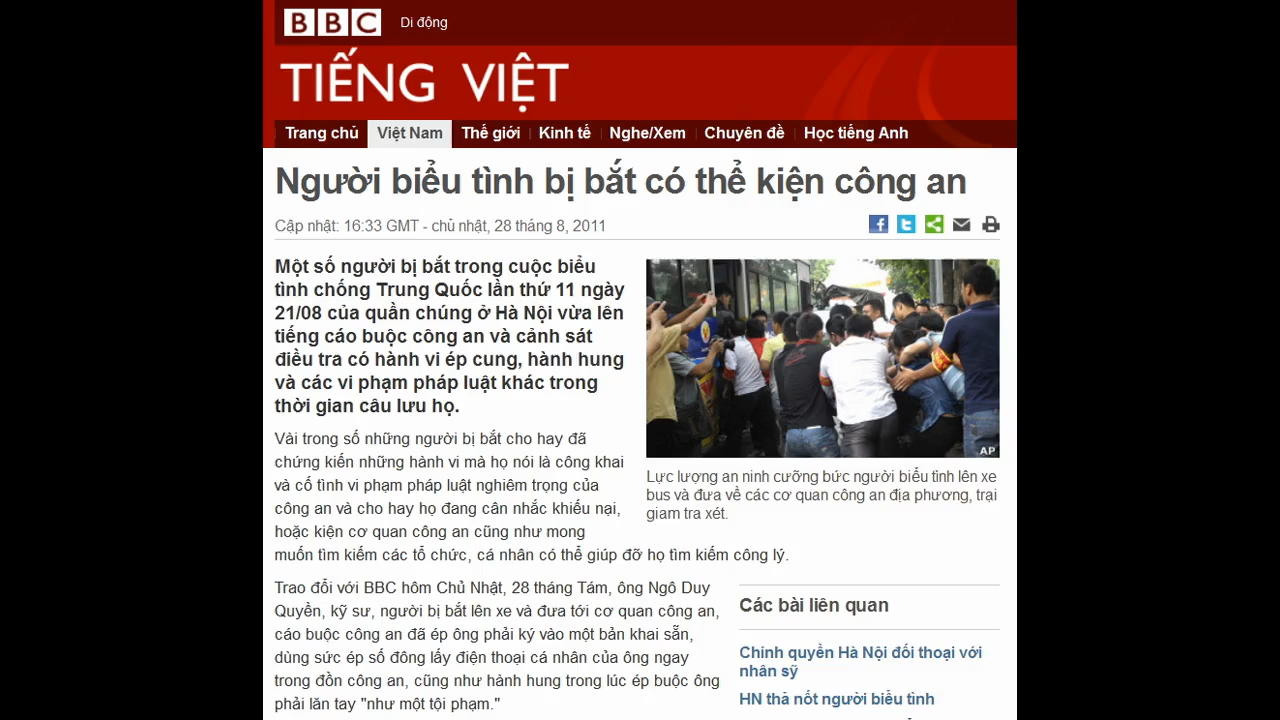 BBC Di động
TIẾNG VIỆT
Trang chủ Việt Nam Thế giới Kinh tế Nghe/Xem Chuyên đề Học tiếng Anh
Người biểu tình bị bắt có thể kiện công an
Cập nhật: 16:33 GMT - chủ nhật, 28 tháng 8, 2011
Một số người bị bắt trong cuộc biểu
tình chống Trung Quốc lần thứ 11 ngày
21/08 của quần chúng ở Hà Nội vừa lên
tiếng cáo buộc công an và cảnh sát
điều tra có hành vi ép cung, hành hung
và các vi phạm pháp luật khác trong
thời gian câu lưu họ.
AP
Lực lượng an ninh cưỡng bức người biểu tình lên xe
bus và đưa về các cơ quan công an địa phương, trại
giam tra xét.
Vài trong số những người bị bắt cho hay đã
chứng kiến những hành vi mà họ nói là công khai
và cố tình vi phạm pháp luật nghiêm trọng của
công an và cho hay họ đang cân nhắc khiếu nại,
hoặc kiện cơ quan công an cũng như mong
muốn tìm kiếm các tổ chức, cá nhân có thể giúp đỡ họ tìm kiếm công lý.
Trao đổi với BBC hôm Chủ Nhật, 28 tháng Tám, ông Ngô Duy
Quyền, kỹ sư, người bị bắt lên xe và đưa tới cơ quan công an,
cáo buộc công an đã ép ông phải ký vào một bản khai sẵn,
dùng sức ép số đông lấy điện thoại cá nhân của ông ngay
trong đồn công an, cũng như hành hung trong lúc ép buộc ông
phải lăn tay "như một tội phạm."
Các bài liên quan
Chính quyền Hà Nội đối thoại với
nhân sỹ
HN thả nốt người biểu tình